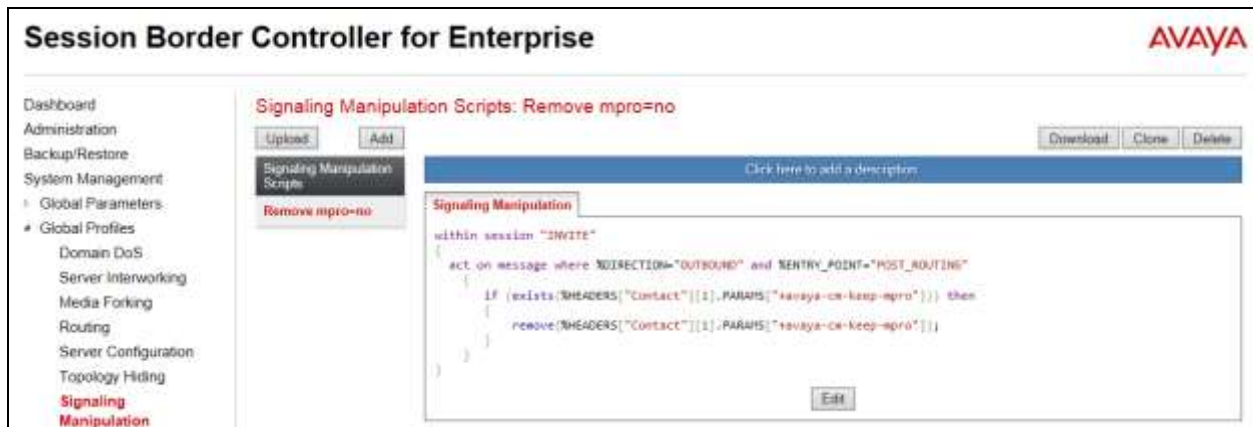 Session Border Controller for Enterprise
AVAYA
Dashboard
Administration
Backup/Restore
System Management
Global Parameters
Global Profiles
Domain DoS
Server Interworking
Media Forking
Routing
Server Configuration
Topology Hiding
Signaling
Manipulation
Signaling Manipulation Scripts: Remove mpro=no
Upload Add
Download Clone Delete
Signaling Manipulation
Scripts
Remove mpro=no
Click here to add a description.
Signaling Manipulation
within session "INVITE"
{
act on message where %DIRECTION="OUTBOUND" and %ENTRY_POINT="POST_ROUTING"
{
if (exists(%HEADERS["Contact"][1].PARAMS["+avaya-cm-keep-mpro"])) then
{
remove(%HEADERS["Contact"][1].PARAMS["+avaya-cm-keep-mpro"]);
}
}
}
Edit